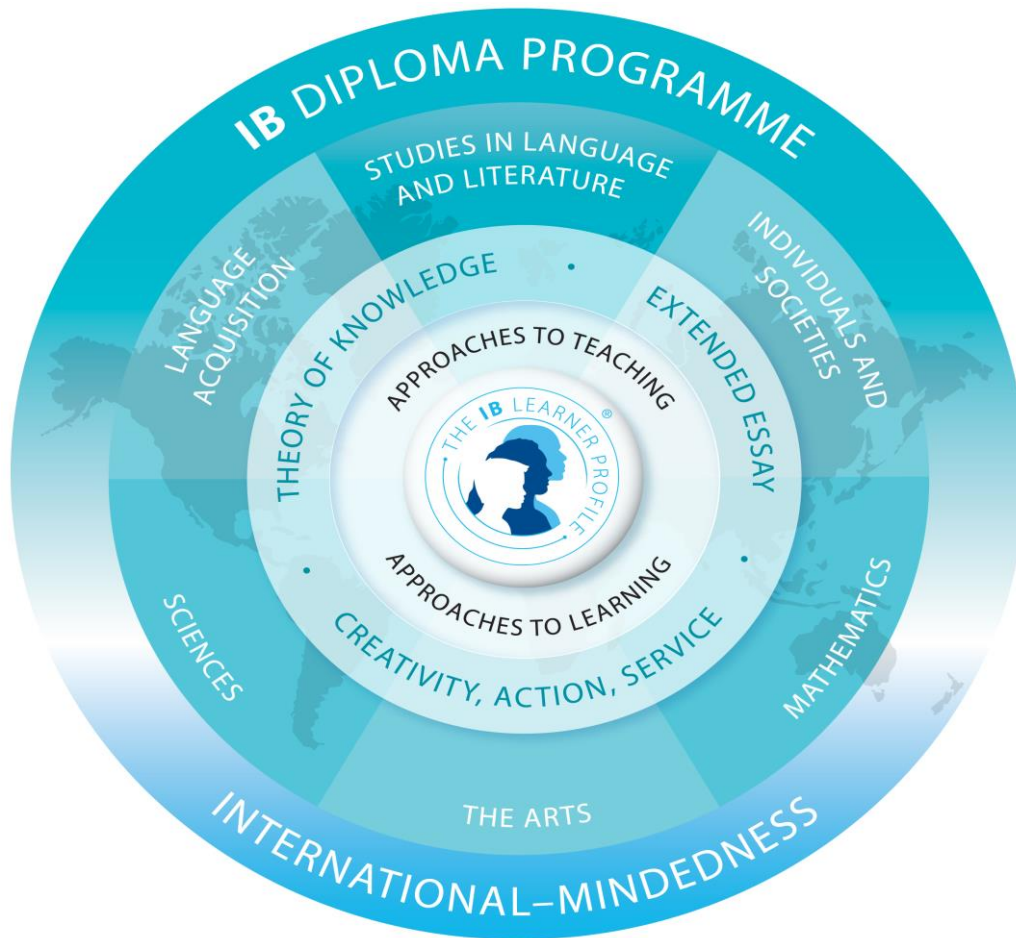 IB DIPLOMA PROGRAMME
STUDIES IN LANGUAGE
AND LITERATURE
LANGUAGE
ACQUISITION
INDIVIDUALS AND
SOCIETIES
THEORY OF KNOWLEDGE
·
EXTENDED ESSAY
APPROACHES TO TEACHING
· THE IB LEARNER PROFILE ·
®
APPROACHES TO LEARNING
·
CREATIVITY, ACTION, SERVICE
·
SCIENCES
MATHEMATICS
THE ARTS
INTERNATIONAL–MINDEDNESS